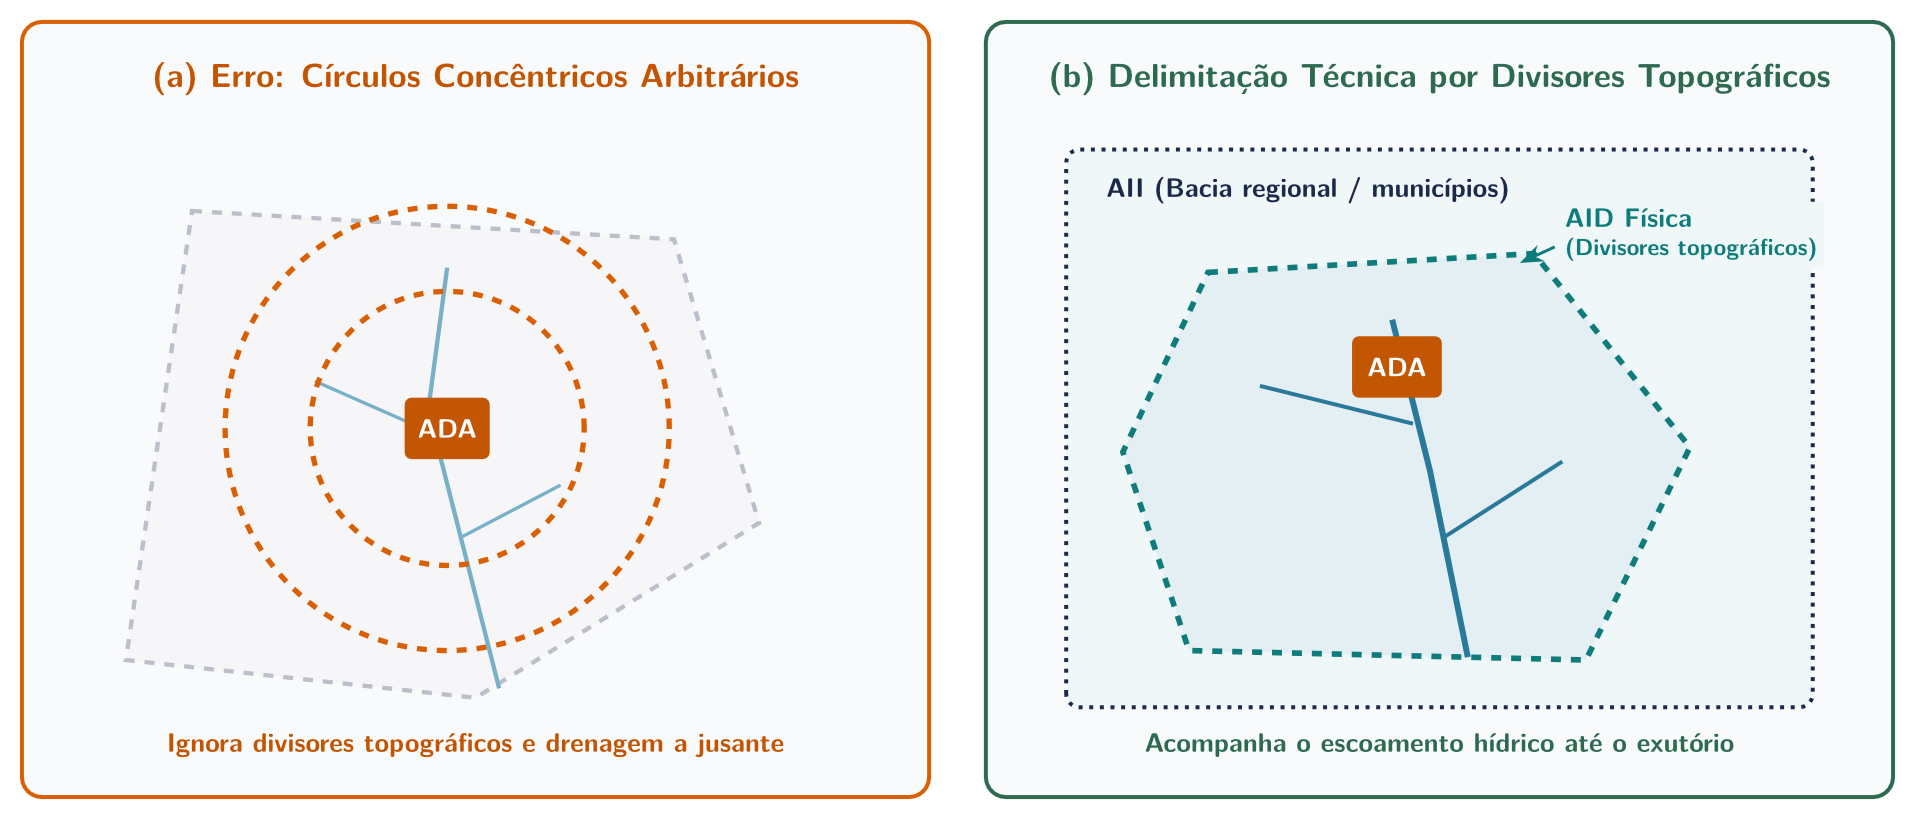 (a) Erro: Círculos Concêntricos Arbitrários
ADA
Ignora divisores topográficos e drenagem a jusante
(b) Delimitação Técnica por Divisores Topográficos
AII (Bacia regional / municípios)
AID Física
(Divisores topográficos)
ADA
Acompanha o escoamento hídrico até o exutório